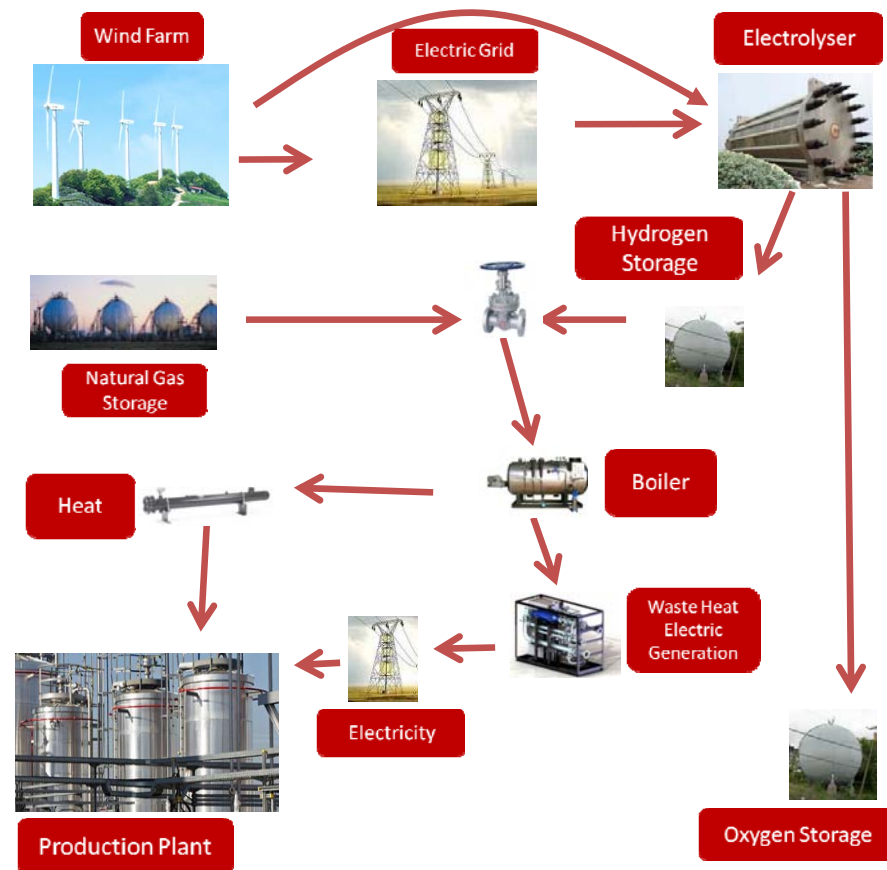 Wind Farm
Electric Grid
Electrolyser
Hydrogen
Storage
Natural Gas
Storage
Heat
Boiler
Waste Heat
Electric
Generation
Electricity
Production Plant
Oxygen Storage